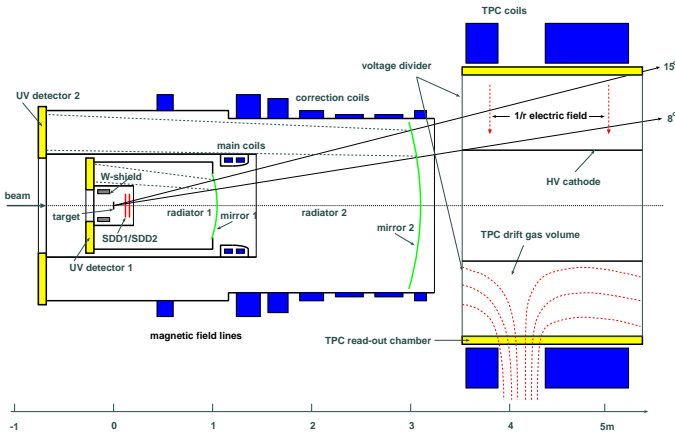 TPC coils
UV detector 2
voltage divider
15°
correction coils
1/r electric field
8°
main coils
W-shield
HV cathode
beam
target
radiator 1
mirror 1
radiator 2
SDD1/SDD2
mirror 2
TPC drift gas volume
UV detector 1
magnetic field lines
TPC read-out chamber
-1 0 1 2 3 4 5m